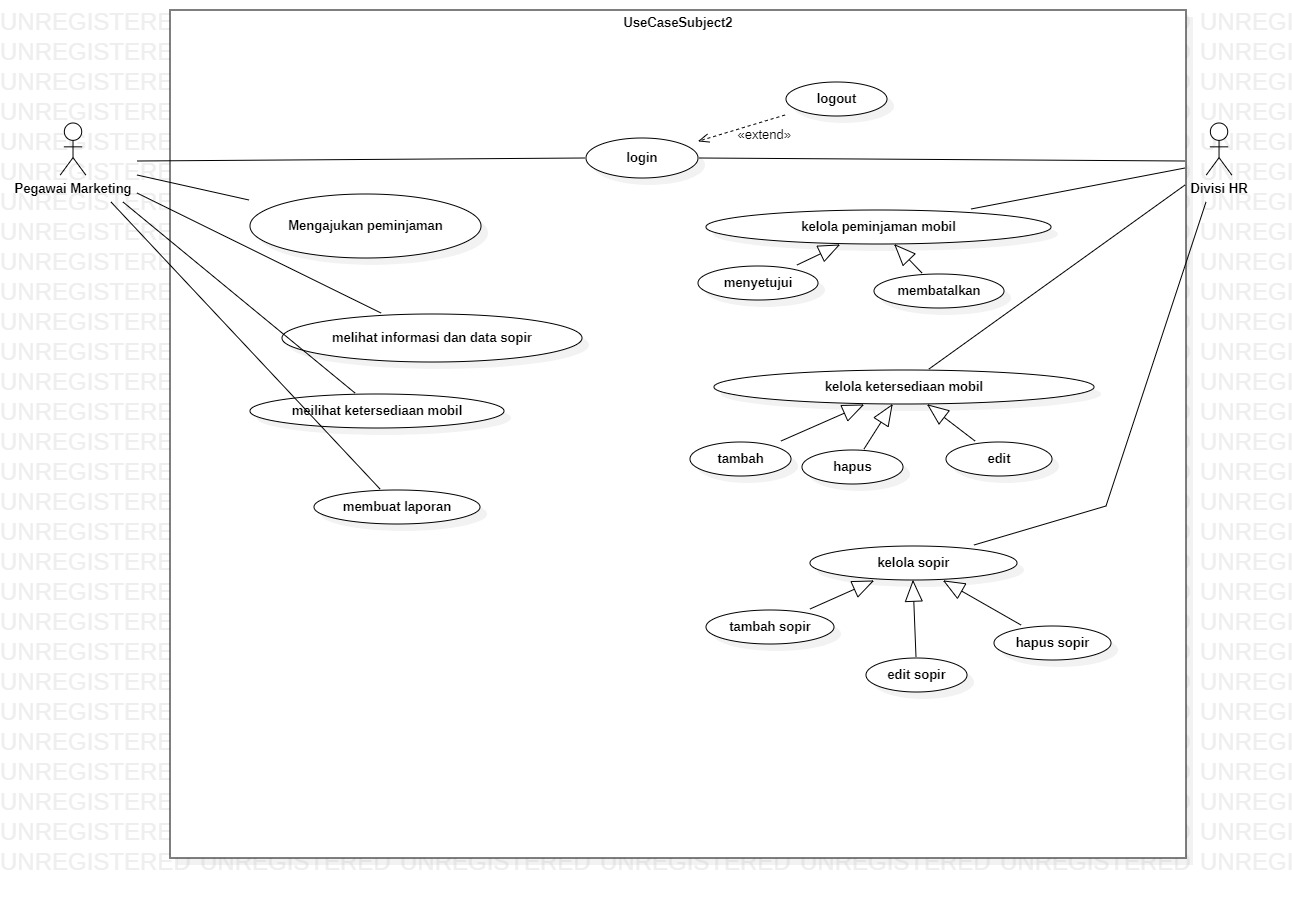 UseCaseSubject2
logout
«extend»
login
Pegawai Marketing
Divisi HR
Mengajukan peminjaman
kelola peminjaman mobil
menyetujui
membatalkan
melihat informasi dan data sopir
kelola ketersediaan mobil
meilihat ketersediaan mobil
tambah
hapus
edit
membuat laporan
kelola sopir
tambah sopir
hapus sopir
edit sopir
UNREGISTERED UNREGISTERED UNREGISTERED UNREGISTERED UNREGISTERED UNREGISTERED UNREGI